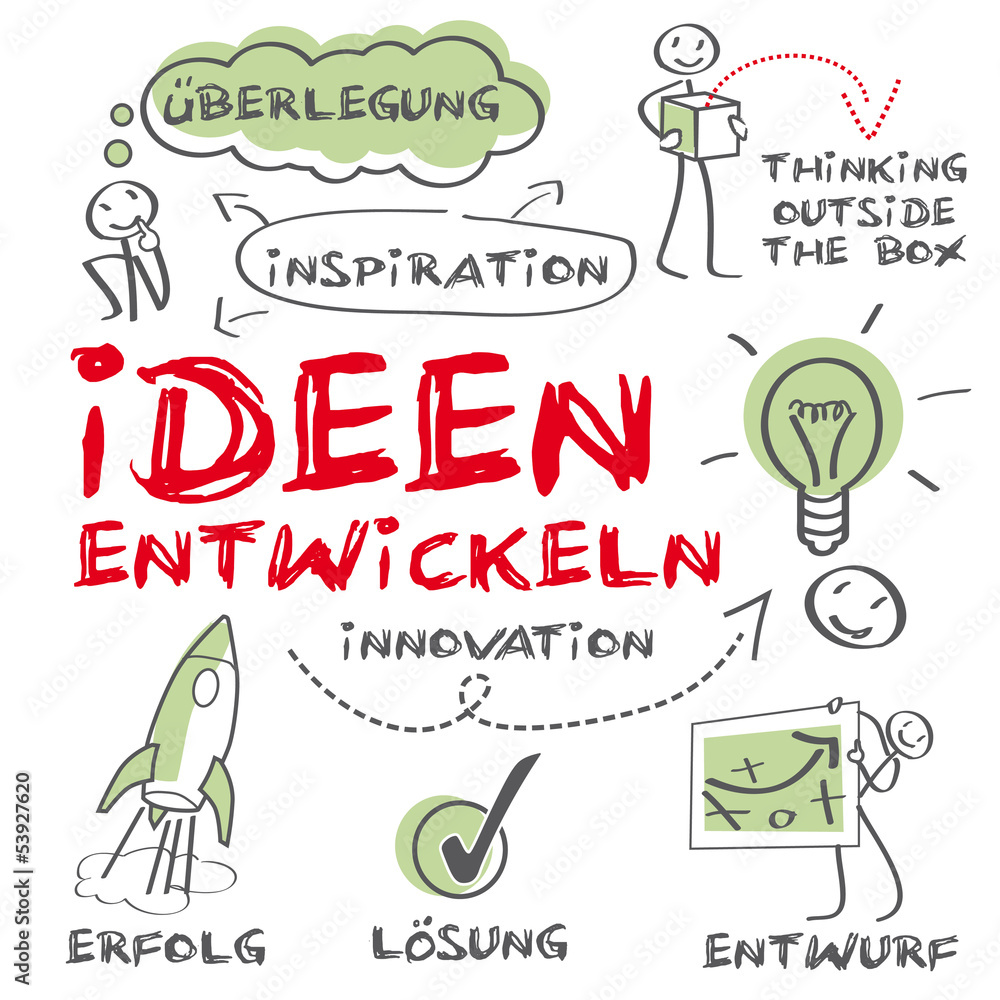 ÜBERLEGUNG
THINKING
OUTSIDE
THE BOX
INSPIRATION
IDEEN
ENTWICKELN
INNOVATION
ERFOLG
LÖSUNG
ENTWURF
Adobe Stock | #53927620